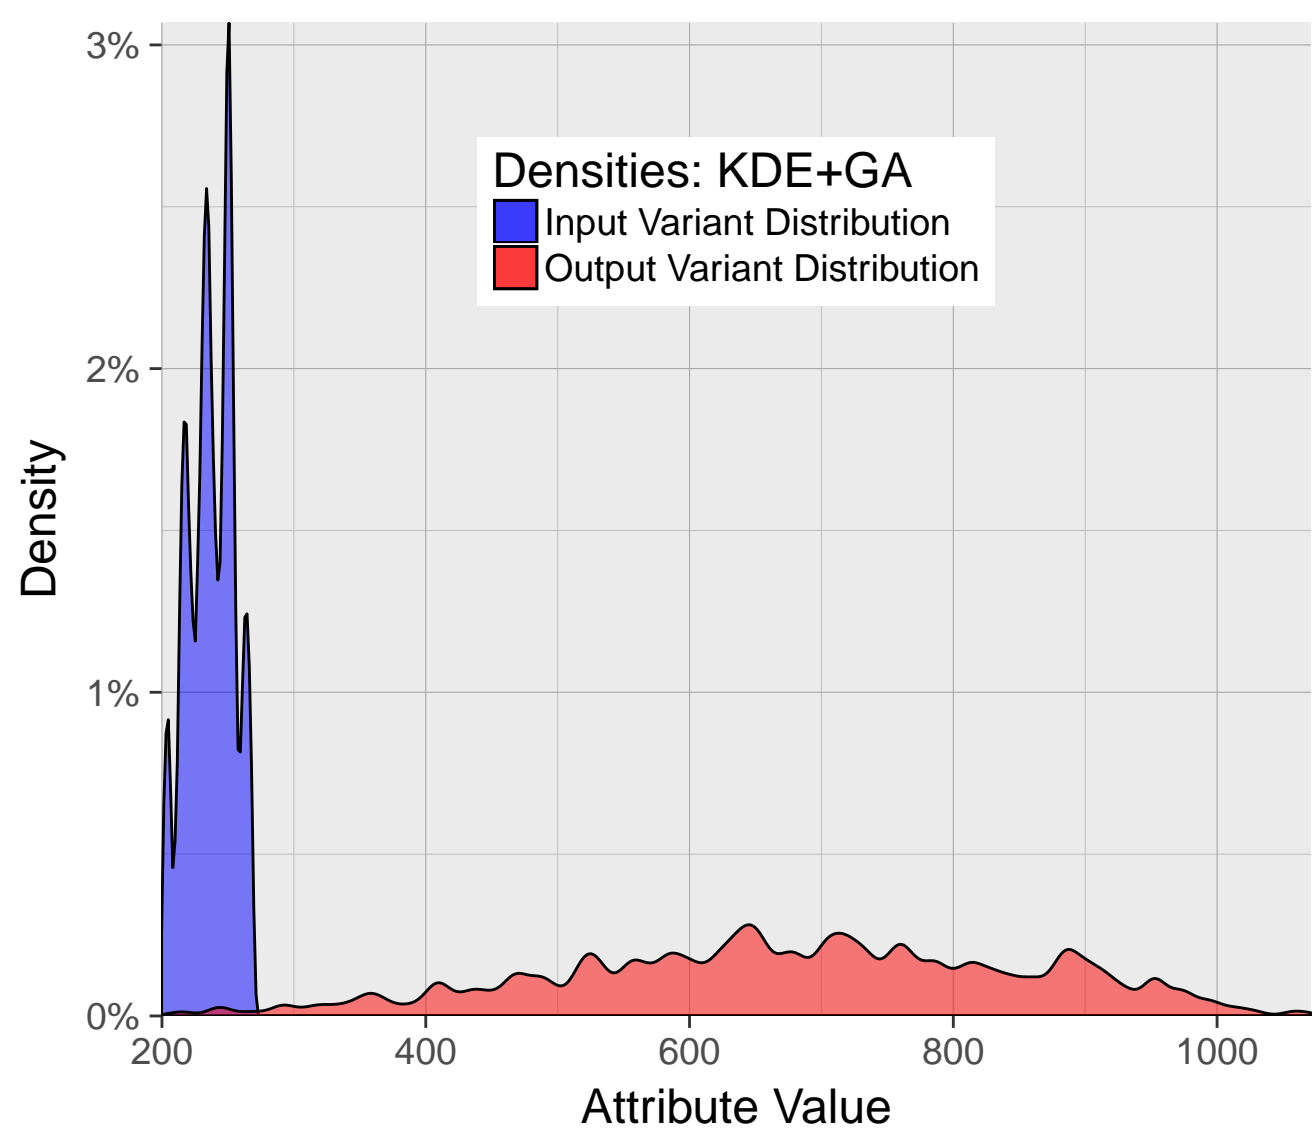 3%
2%
1%
0%
Density
Densities: KDE+GA
Input Variant Distribution
Output Variant Distribution
200 400 600 800 1000
Attribute Value